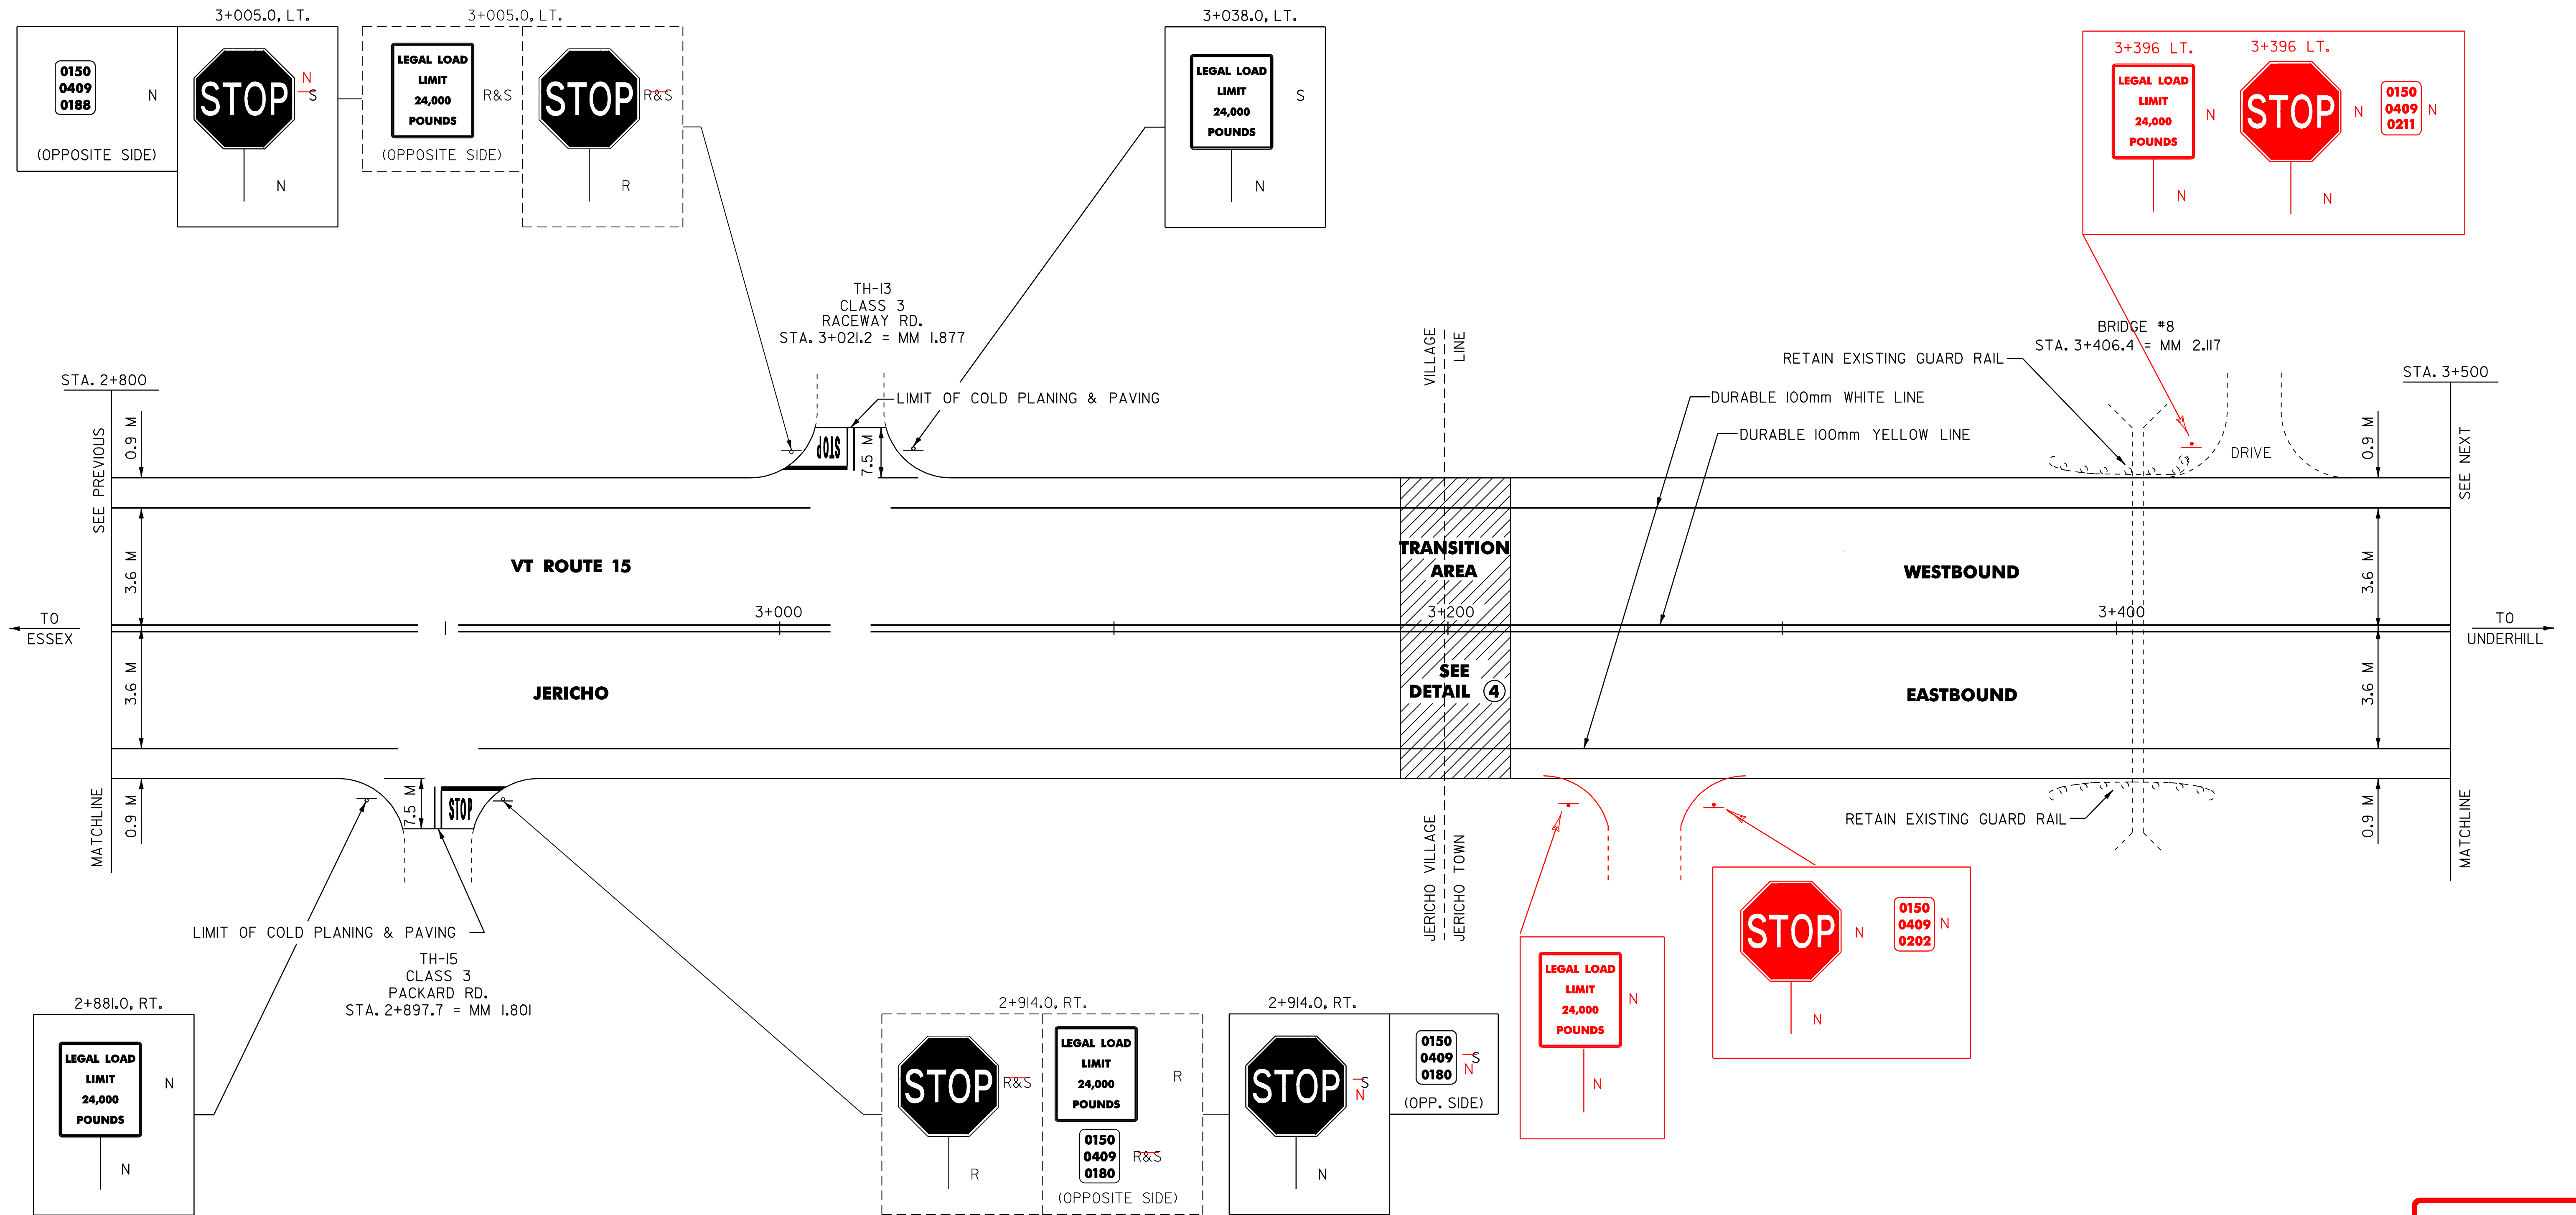 3+005.0, LT.
0150
0409
0188
N
(OPPOSITE SIDE)
STOP
N
S
N
3+005.0, LT.
LEGAL LOAD
LIMIT
24,000
POUNDS
R&S
(OPPOSITE SIDE)
STOP
R&S
R
3+038.0, LT.
LEGAL LOAD
LIMIT
24,000
POUNDS
S
N
3+396 LT.
3+396 LT.
LEGAL LOAD
LIMIT
24,000
POUNDS
N
N
STOP
N
N
0150
0409
0211
N
TH-13
CLASS 3
RACEWAY RD.
STA. 3+021.2 = MM 1.877
LIMIT OF COLD PLANING & PAVING
VILLAGE
LINE
BRIDGE #8
STA. 3+406.4 = MM 2.117
RETAIN EXISTING GUARD RAIL
DURABLE 100mm WHITE LINE
DURABLE 100mm YELLOW LINE
STA. 2+800
SEE PREVIOUS
0.9 M
STOP
7.5 M
DRIVE
STA. 3+500
0.9 M
SEE NEXT
3.6 M
VT ROUTE 15
TRANSITION
AREA
WESTBOUND
3.6 M
TO
ESSEX
3+000
3+200
3+400
TO
UNDERHILL
3.6 M
JERICHO
SEE
DETAIL 4
EASTBOUND
3.6 M
MATCHLINE
0.9 M
7.5 M
STOP
JERICHO VILLAGE
JERICHO TOWN
RETAIN EXISTING GUARD RAIL
0.9 M
MATCHLINE
LIMIT OF COLD PLANING & PAVING
TH-15
CLASS 3
PACKARD RD.
STA. 2+897.7 = MM 1.801
2+881.0, RT.
LEGAL LOAD
LIMIT
24,000
POUNDS
N
N
2+914.0, RT.
STOP
R&S
R
LEGAL LOAD
LIMIT
24,000
POUNDS
R
0150
0409
0180
R&S
(OPPOSITE SIDE)
2+914.0, RT.
STOP
S
N
N
0150
0409
0180
S
N
(OPP. SIDE)
LEGAL LOAD
LIMIT
24,000
POUNDS
N
N
STOP
N
N
0150
0409
0202
N